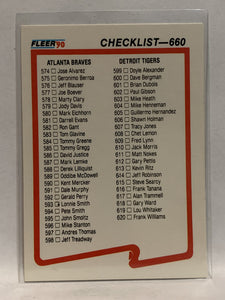 FLEER 90
CHECKLIST—660
ATLANTA BRAVES
574 Jose Alvarez
575 Geronimo Berroa
576 Jeff Blauser
577 Joe Boever
578 Marty Clary
579 Jody Davis
580 Mark Eichhorn
581 Darrell Evans
582 Ron Gant
583 Tom Glavine
584 Tommy Greene
585 Tommy Gregg
586 David Justice
587 Mark Lemke
588 Derek Lilliquist
589 Oddibe McDowell
590 Kent Mercker
591 Dale Murphy
592 Gerald Perry
593 Lonnie Smith
594 Pete Smith
595 John Smoltz
596 Mike Stanton
597 Andres Thomas
598 Jeff Treadway
DETROIT TIGERS
599 Doyle Alexander
600 Dave Bergman
601 Brian Dubois
602 Paul Gibson
603 Mike Heath
604 Mike Henneman
605 Guillermo Hernandez
606 Shawn Holman
607 Tracy Jones
608 Chet Lemon
609 Fred Lynn
610 Jack Morris
611 Matt Nokes
612 Gary Pettis
613 Kevin Ritz
614 Jeff Robinson
615 Steve Searcy
616 Frank Tanana
617 Alan Trammell
618 Gary Ward
619 Lou Whitaker
620 Frank Williams